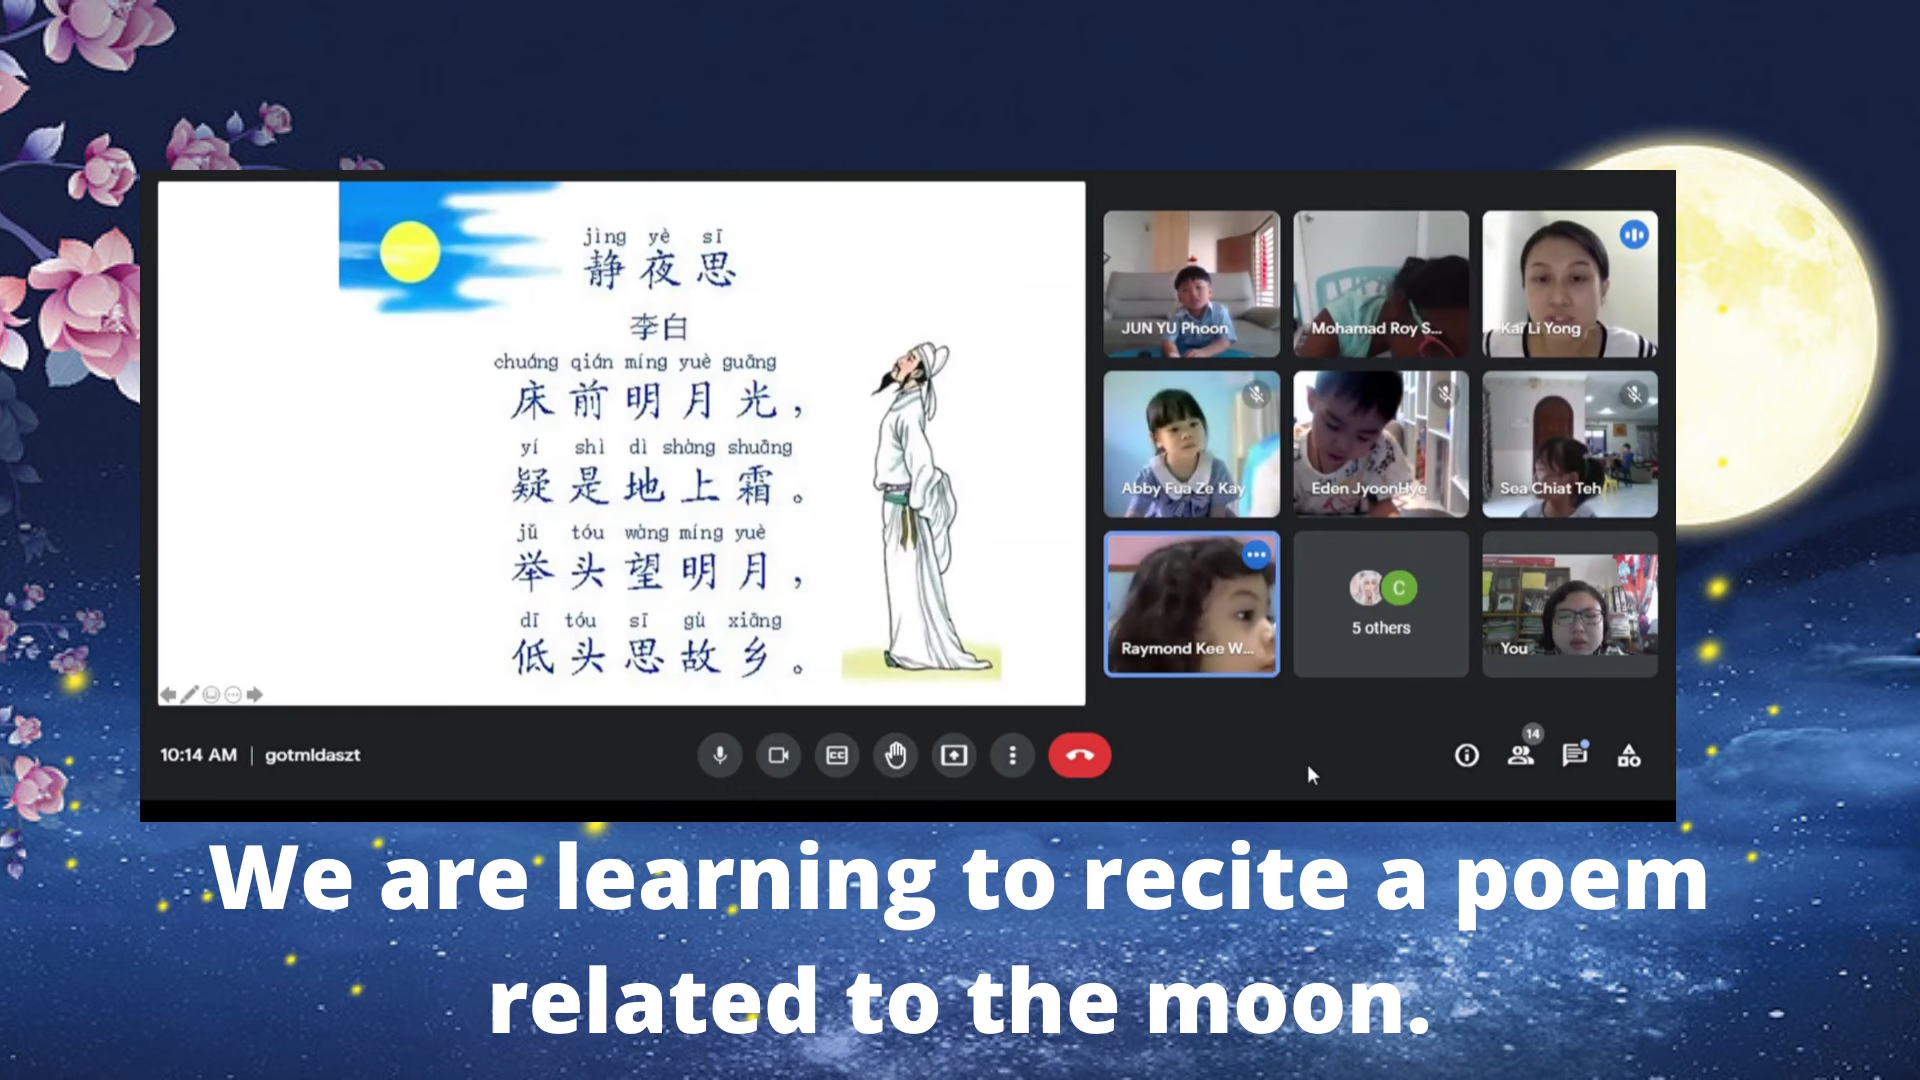 jìng yè sī
静夜思
李白
chuáng qián míng yuè guāng
床前明月光，
yí shì dì shàng shuāng
疑是地上霜。
jǔ tóu wàng míng yuè
举头望明月，
dī tóu sī gù xiāng
低头思故乡。
JUN YU Phoon
Mohamad Roy S...
Kai Li Yong
Abby Fua Ze Kay
Eden JyoonHye
Sea Chiat Teh
Raymond Kee W...
C
5 others
You
10:14 AM | gotmldaszt
CC
14
We are learning to recite a poem
related to the moon.